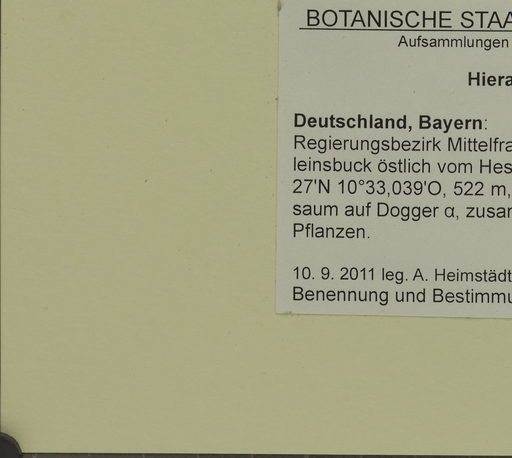 BOTANISCHE STAA
Aufsammlungen
Hiera
Deutschland, Bayern:
Regierungsbezirk Mittelfra
leinsbuck östlich vom Hes
27'N 10°33,039'O, 522 m,
saum auf Dogger α, zusan
Pflanzen.
10. 9. 2011 leg. A. Heimstädt
Benennung und Bestimmu